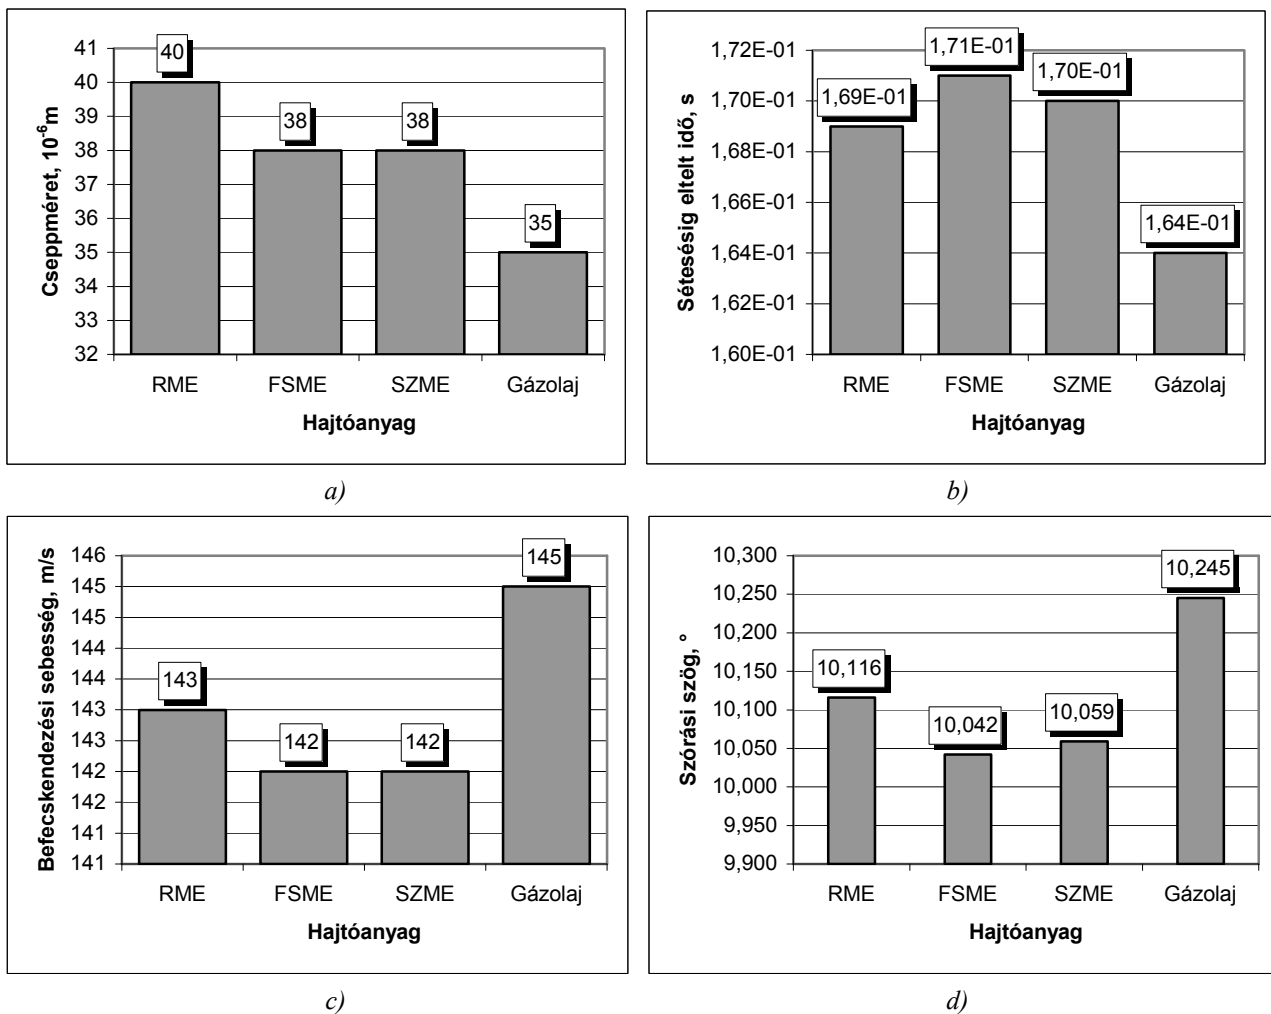 Cseppméret, 10⁻⁶m
41
40
39
38
37
36
35
34
33
32
40
38
38
35
RME FSME SZME Gázolaj
Hajtóanyag
a)
Sétesésig eltelt idő, s
1,72E-01
1,70E-01
1,68E-01
1,66E-01
1,64E-01
1,62E-01
1,60E-01
1,69E-01
1,71E-01
1,70E-01
1,64E-01
RME FSME SZME Gázolaj
Hajtóanyag
b)
Befecskendezési sebesség, m/s
146
145
145
144
144
143
143
142
142
141
141
143
142
142
145
RME FSME SZME Gázolaj
Hajtóanyag
c)
Szórási szög, °
10,300
10,250
10,200
10,150
10,100
10,050
10,000
9,950
9,900
10,116
10,042
10,059
10,245
RME FSME SZME Gázolaj
Hajtóanyag
d)